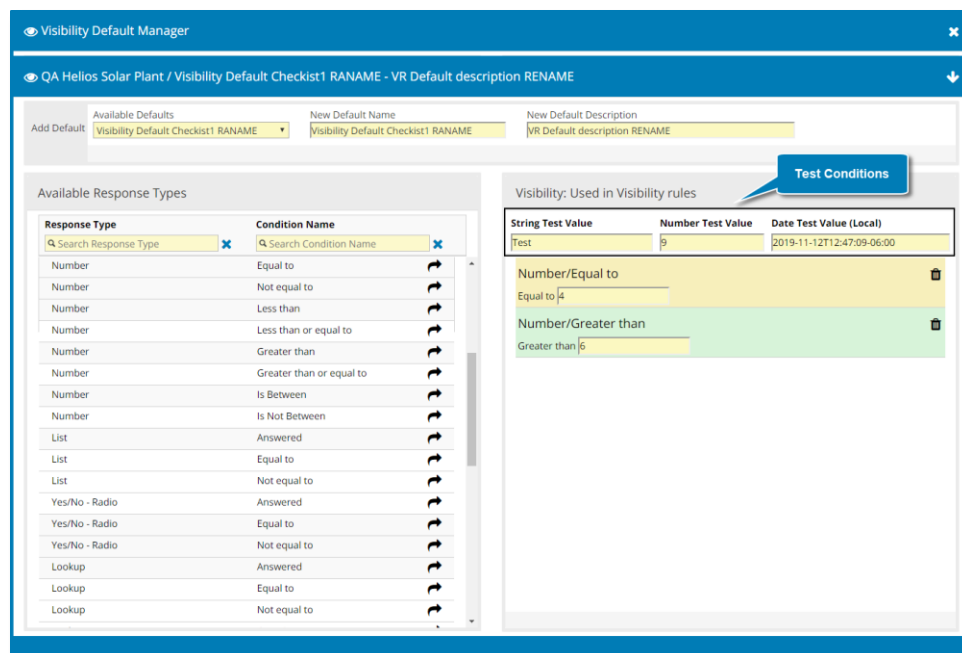 Visibility Default Manager
QA Helios Solar Plant / Visibility Default Checkist1 RANAME - VR Default description RENAME
Add Default
Available Defaults
Visibility Default Checkist1 RANAME
New Default Name
Visibility Default Checkist1 RANAME
New Default Description
VR Default description RENAME
Available Response Types
Response Type Condition Name
Search Response Type Search Condition Name
Number Equal to
Number Not equal to
Number Less than
Number Less than or equal to
Number Greater than
Number Greater than or equal to
Number Is Between
Number Is Not Between
List Answered
List Equal to
List Not equal to
Yes/No - Radio Answered
Yes/No - Radio Equal to
Yes/No - Radio Not equal to
Lookup Answered
Lookup Equal to
Lookup Not equal to
Test Conditions
Visibility: Used in Visibility rules
String Test Value Number Test Value Date Test Value (Local)
Test 9 2019-11-12T12:47:09-06:00
Number/Equal to
Equal to 4
Number/Greater than
Greater than 6